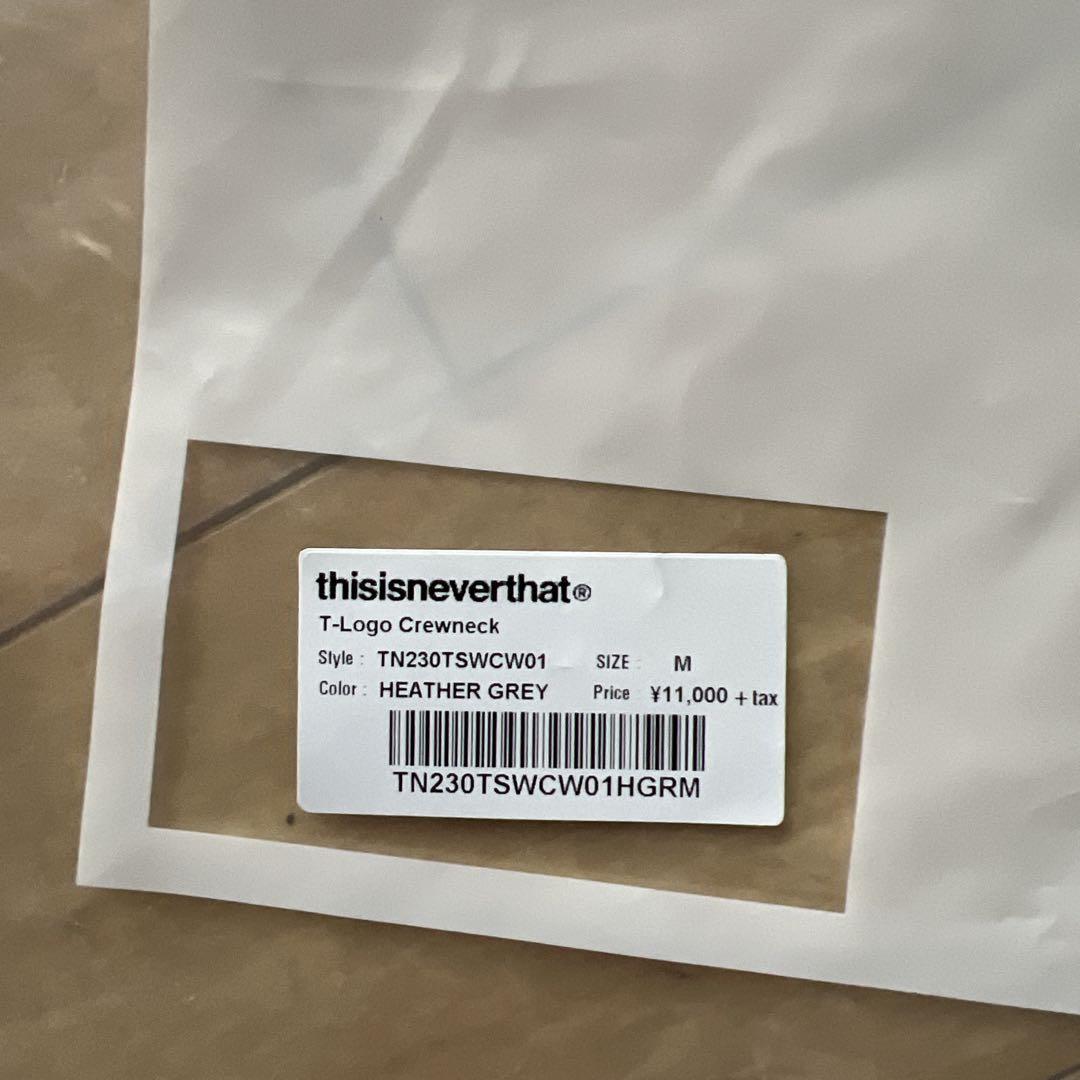 thisisneverthat®
T-Logo Crewneck
Style : TN230TSWCW01 SIZE : M
Color : HEATHER GREY Price ¥11,000 + tax
TN230TSWCW01HGRM